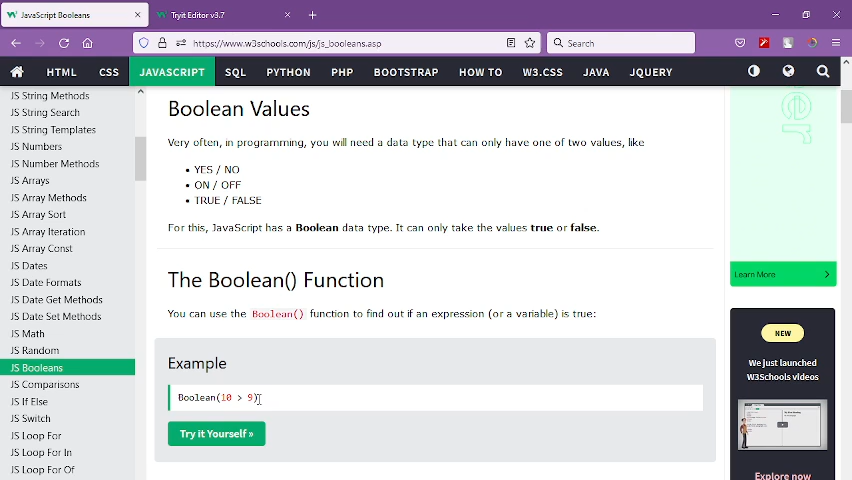 JavaScript Booleans
Tryit Editor v3.7
https://www.w3schools.com/js/js_booleans.asp
Search
HTML CSS JAVASCRIPT SQL PYTHON PHP BOOTSTRAP HOW TO W3.CSS JAVA JQUERY
JS String Methods
JS String Search
JS String Templates
JS Numbers
JS Number Methods
JS Arrays
JS Array Methods
JS Array Sort
JS Array Iteration
JS Array Const
JS Dates
JS Date Formats
JS Date Get Methods
JS Date Set Methods
JS Math
JS Random
JS Booleans
JS Comparisons
JS If Else
JS Switch
JS Loop For
JS Loop For In
JS Loop For Of
Boolean Values
Very often, in programming, you will need a data type that can only have one of two values, like
• YES / NO
• ON / OFF
• TRUE / FALSE
For this, JavaScript has a Boolean data type. It can only take the values true or false.
The Boolean() Function
You can use the Boolean() function to find out if an expression (or a variable) is true:
Example
Boolean(10 > 9)
Try it Yourself »
Learn More
NEW
We just launched
W3Schools videos
Explore now